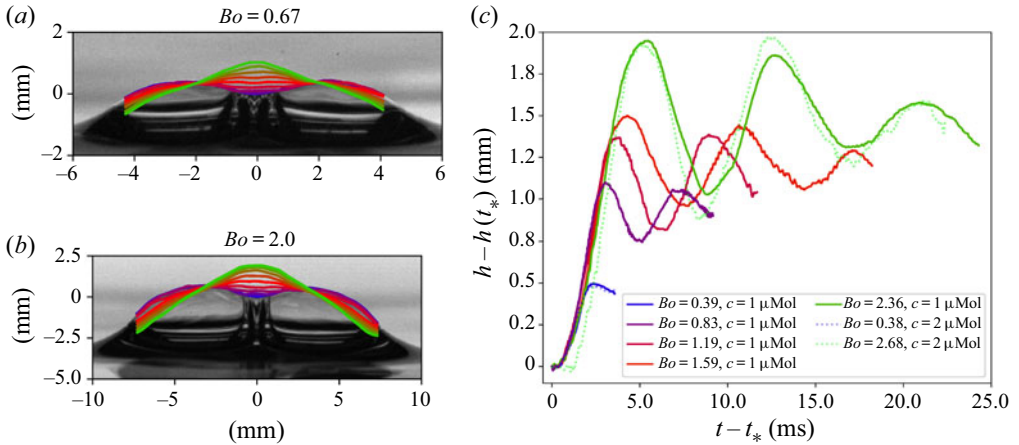 (a)
Bo = 0.67
2
(mm)
0
−2
−6 −4 −2 0 2 4 6
(b)
Bo = 2.0
2.5
0
(mm)
−2.5
−5.0
−10 −5 0 5 10
(mm)
(c)
2.0
1.8
1.5
1.2
1.0
0.8
0.5
0.2
0
h – h (t*) (mm)
Bo = 0.39, c = 1 μMol
Bo = 0.83, c = 1 μMol
Bo = 1.19, c = 1 μMol
Bo = 1.59, c = 1 μMol
Bo = 2.36, c = 1 μMol
Bo = 0.38, c = 2 μMol
Bo = 2.68, c = 2 μMol
0 5.0 10.0 15.0 20.0 25.0
t – t* (ms)